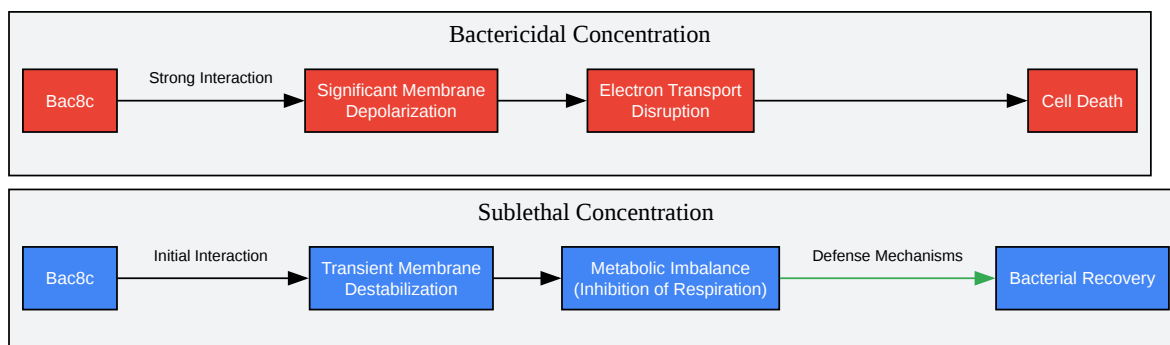 Bactericidal Concentration
Bac8c
Strong Interaction
Significant Membrane
Depolarization
Electron Transport
Disruption
Cell Death
Sublethal Concentration
Bac8c
Initial Interaction
Transient Membrane
Destabilization
Metabolic Imbalance
(Inhibition of Respiration)
Defense Mechanisms
Bacterial Recovery